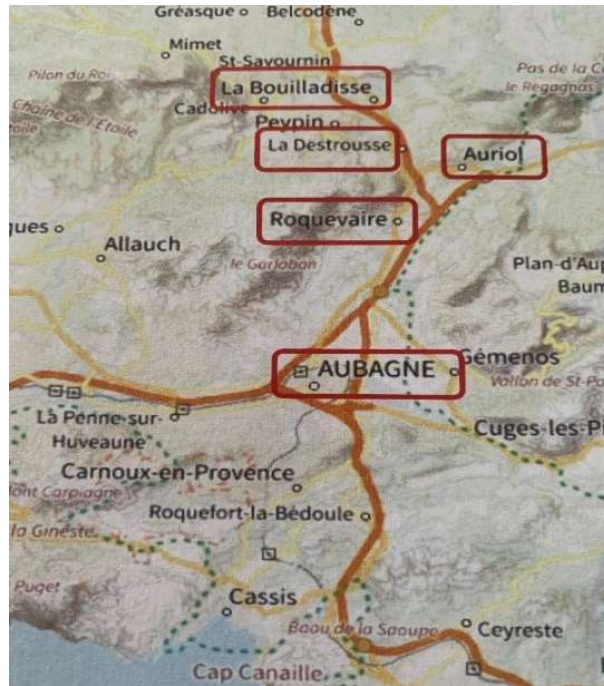 Gréasque
Belcodène
Mimet
St-Savournin
Pas de la
Pilon du Roi
La Bouilladisse
le Regagnas
Chaîne de l'Étoile
Cadolive
Peypin
La Destrousse
Auriol
Roquevaire
ques
Allauch
le Garlaban
Plan-d'Aup
Baum
AUBAGNE
Gémenos
Vallon de St-Po
La Penne-sur-
Huveaune
Cuges-les-Pi
Carnoux-en-Provence
ont Carpiagne
Roquefort-la-Bédoule
la Gineste
Puget
Cassis
Baou de la Saoupe
Ceyreste
Cap Canaille